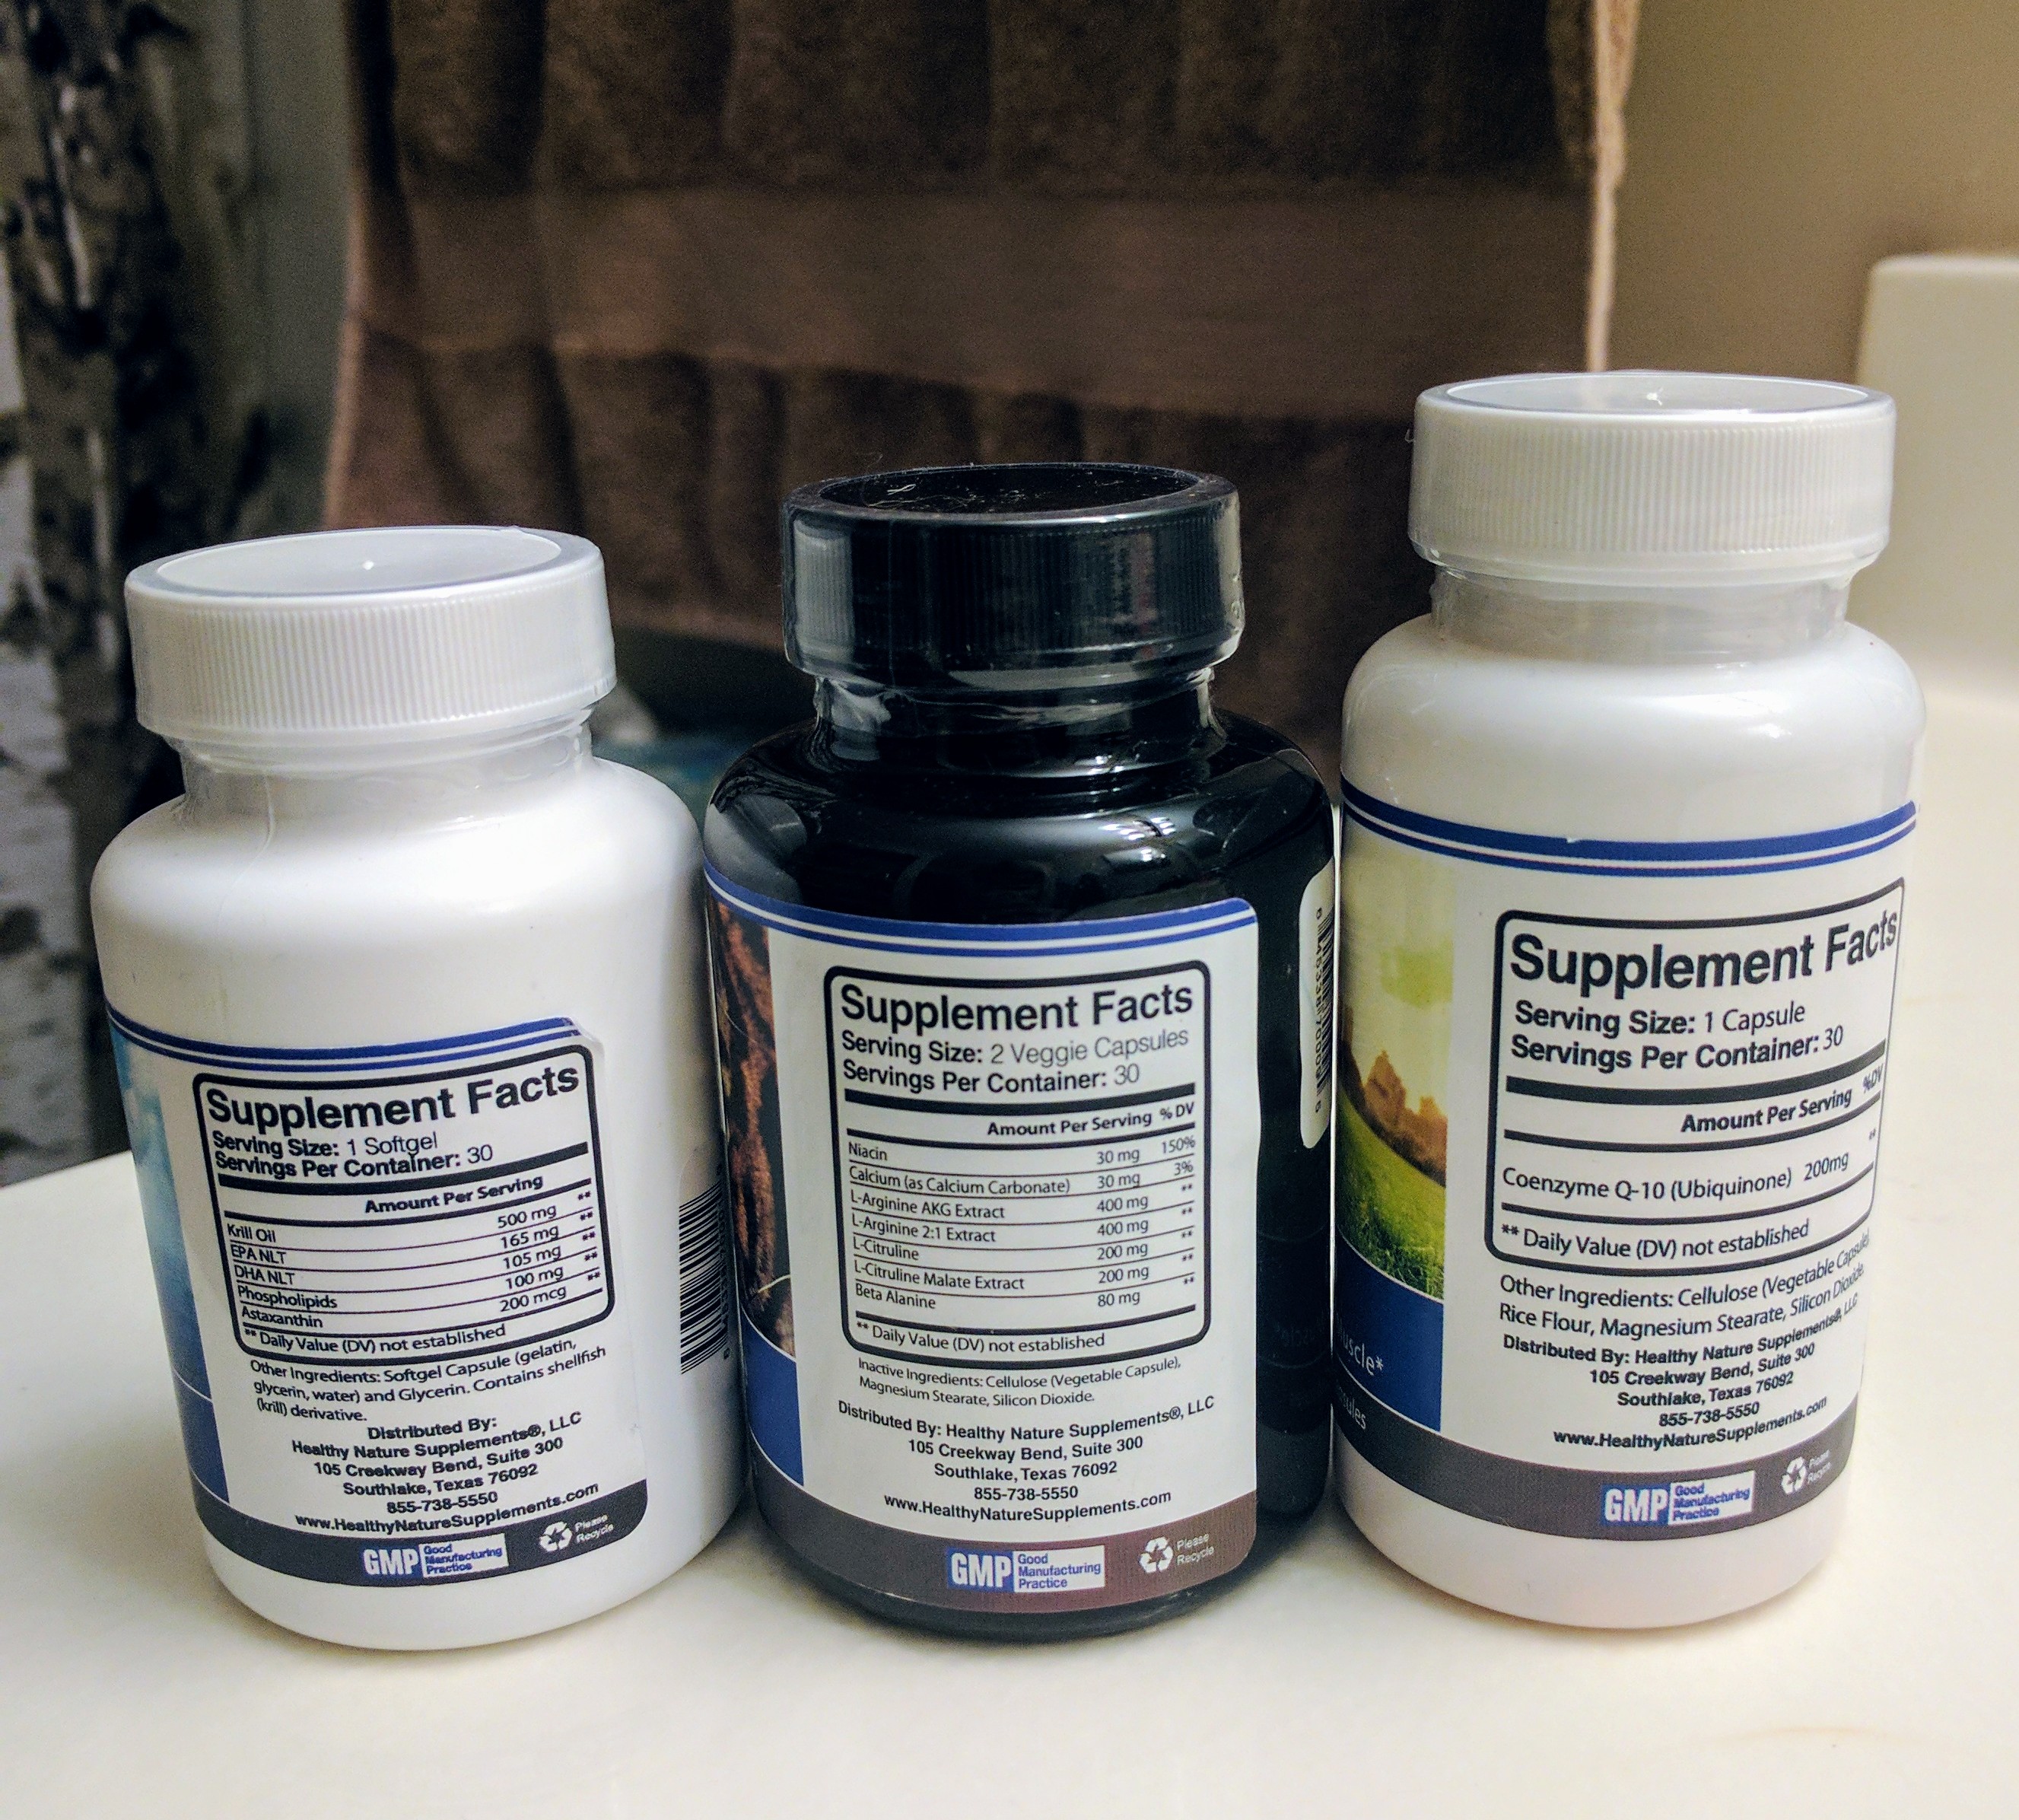 Supplement Facts
Serving Size: 1 Softgel
Servings Per Container: 30
Amount Per Serving
Krill Oil 500 mg **
EPA NLT 165 mg **
DHA NLT 105 mg **
Phospholipids 100 mg **
Astaxanthin 200 mcg **
** Daily Value (DV) not established
Other Ingredients: Softgel Capsule (gelatin,
glycerin, water) and Glycerin. Contains shellfish
(krill) derivative.
Distributed By:
Healthy Nature Supplements®, LLC
105 Creekway Bend, Suite 300
Southlake, Texas 76092
855-738-5550
www.HealthyNatureSupplements.com
GMP Good
Manufacturing
Practice
Please
Recycle
Supplement Facts
Serving Size: 2 Veggie Capsules
Servings Per Container: 30
Amount Per Serving % DV
Niacin 30 mg 150%
Calcium (as Calcium Carbonate) 30 mg 3%
L-Arginine AKG Extract 400 mg **
L-Arginine 2:1 Extract 400 mg **
L-Citruline 200 mg **
L-Citruline Malate Extract 200 mg **
Beta Alanine 80 mg **
** Daily Value (DV) not established
Inactive Ingredients: Cellulose (Vegetable Capsule),
Magnesium Stearate, Silicon Dioxide.
Distributed By: Healthy Nature Supplements®, LLC
105 Creekway Bend, Suite 300
Southlake, Texas 76092
855-738-5550
www.HealthyNatureSupplements.com
GMP Good
Manufacturing
Practice
Please
Recycle
Supplement Facts
Serving Size: 1 Capsule
Servings Per Container: 30
Amount Per Serving %DV
Coenzyme Q-10 (Ubiquinone) 200mg **
** Daily Value (DV) not established
Other Ingredients: Cellulose (Vegetable Capsule),
Rice Flour, Magnesium Stearate, Silicon Dioxide.
Distributed By: Healthy Nature Supplements®, LLC
105 Creekway Bend, Suite 300
Southlake, Texas 76092
855-738-5550
www.HealthyNatureSupplements.com
GMP Good
Manufacturing
Practice
Please
Recycle